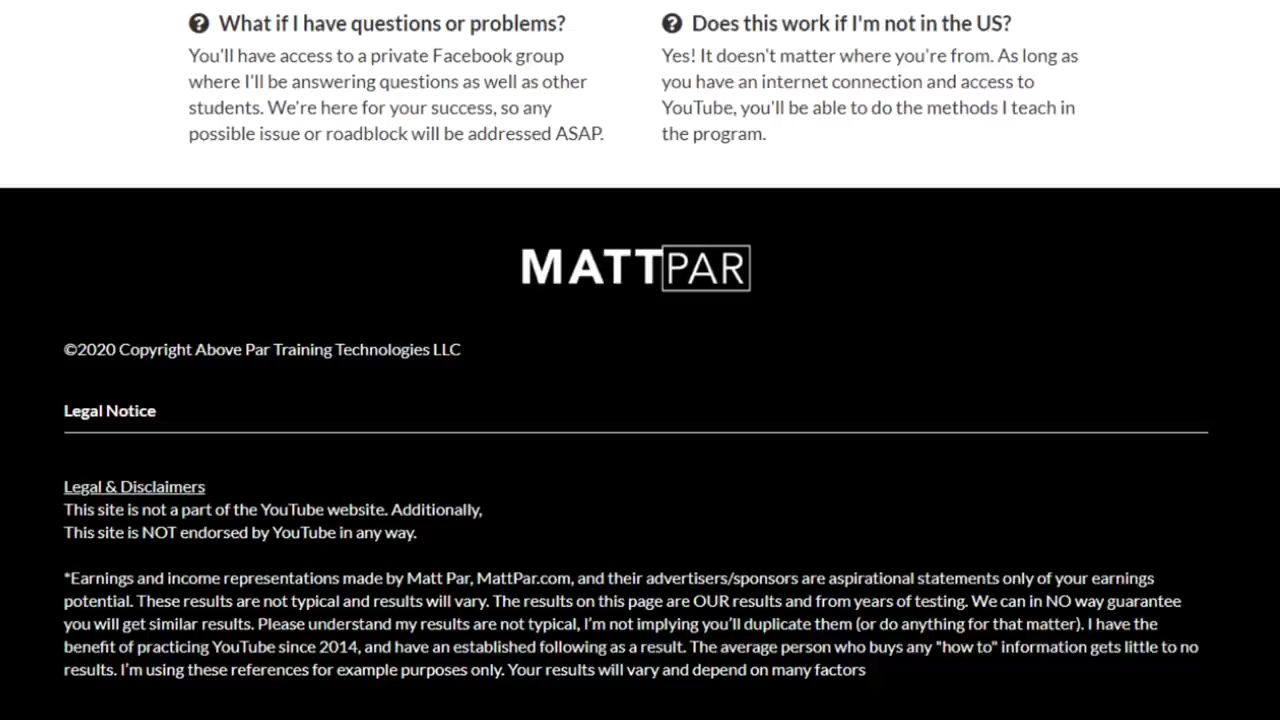 What if I have questions or problems?
You'll have access to a private Facebook group
where I'll be answering questions as well as other
students. We're here for your success, so any
possible issue or roadblock will be addressed ASAP.
Does this work if I'm not in the US?
Yes! It doesn't matter where you're from. As long as
you have an internet connection and access to
YouTube, you'll be able to do the methods I teach in
the program.
MATTPAR
©2020 Copyright Above Par Training Technologies LLC
Legal Notice
Legal & Disclaimers
This site is not a part of the YouTube website. Additionally,
This site is NOT endorsed by YouTube in any way.
*Earnings and income representations made by Matt Par, MattPar.com, and their advertisers/sponsors are aspirational statements only of your earnings
potential. These results are not typical and results will vary. The results on this page are OUR results and from years of testing. We can in NO way guarantee
you will get similar results. Please understand my results are not typical, I'm not implying you'll duplicate them (or do anything for that matter). I have the
benefit of practicing YouTube since 2014, and have an established following as a result. The average person who buys any "how to" information gets little to no
results. I'm using these references for example purposes only. Your results will vary and depend on many factors